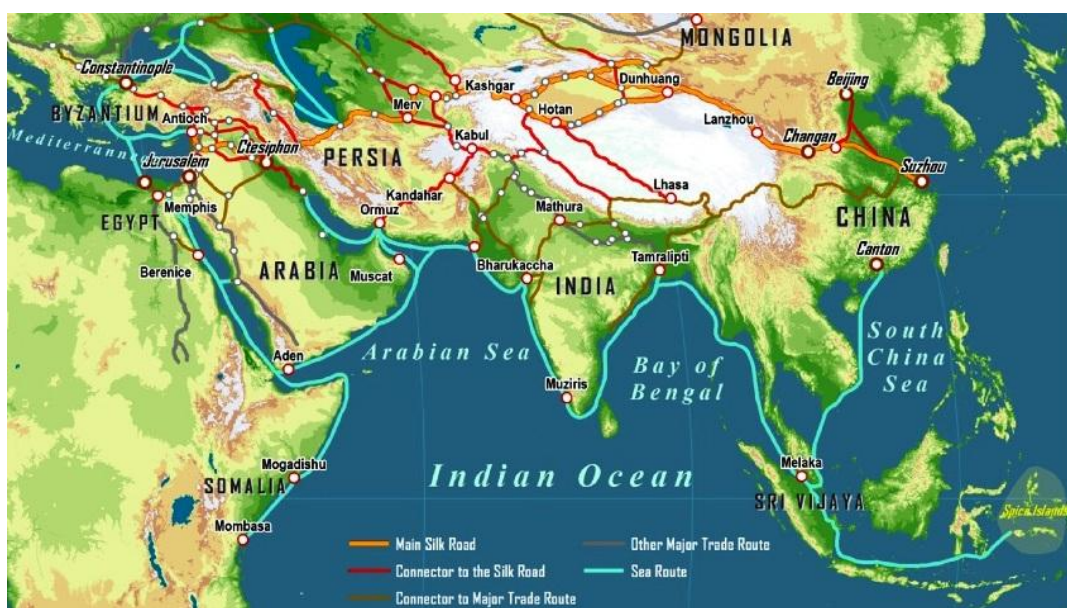 MONGOLIA
Constantinople
BYZANTIUM
Antioch
Mediterranne
Jurusalem
Ctesiphon
PERSIA
Merv
Kashgar
Hotan
Dunhuang
Beijing
Lanzhou
Changan
Suzhou
Kabul
Kandahar
Lhasa
CHINA
Canton
EGYPT
Memphis
Berenice
ARABIA
Ormuz
Muscat
Mathura
Bharukaccha
INDIA
Tamralipti
Aden
Arabian Sea
Muziris
Bay of
Bengal
South
China
Sea
Mogadishu
SOMALIA
Mombasa
Indian Ocean
Melaka
SRI VIJAYA
Spice Islands
Main Silk Road
Connector to the Silk Road
Connector to Major Trade Route
Other Major Trade Route
Sea Route